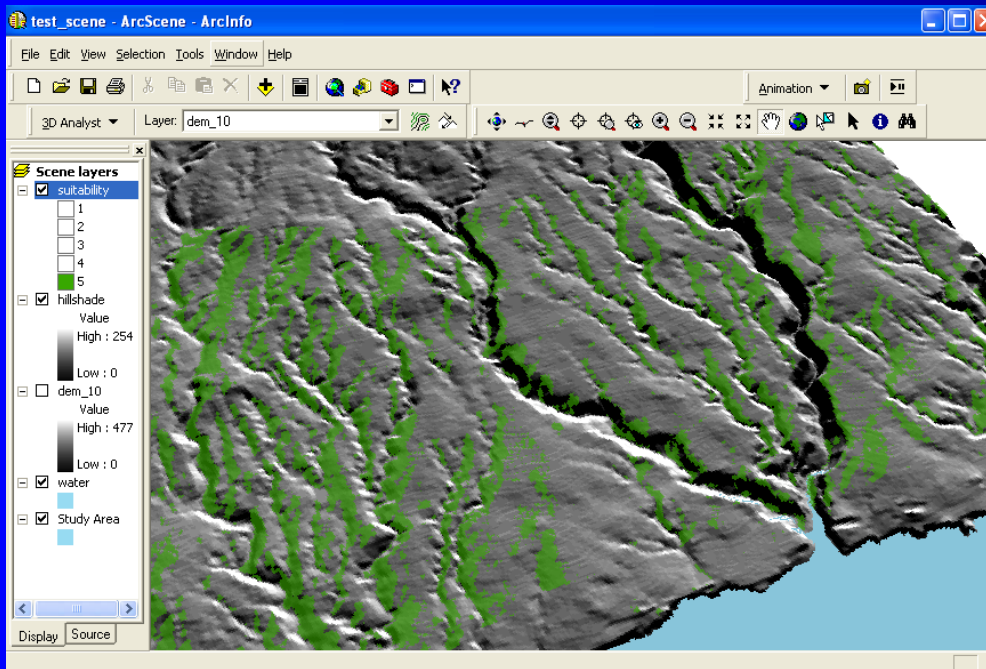 test_scene - ArcScene - ArcInfo
File Edit View Selection Tools Window Help
Animation
3D Analyst Layer: dem_10
Scene layers
suitability
1
2
3
4
5
hillshade
Value
High : 254
Low : 0
dem_10
Value
High : 477
Low : 0
water
Study Area
Display Source